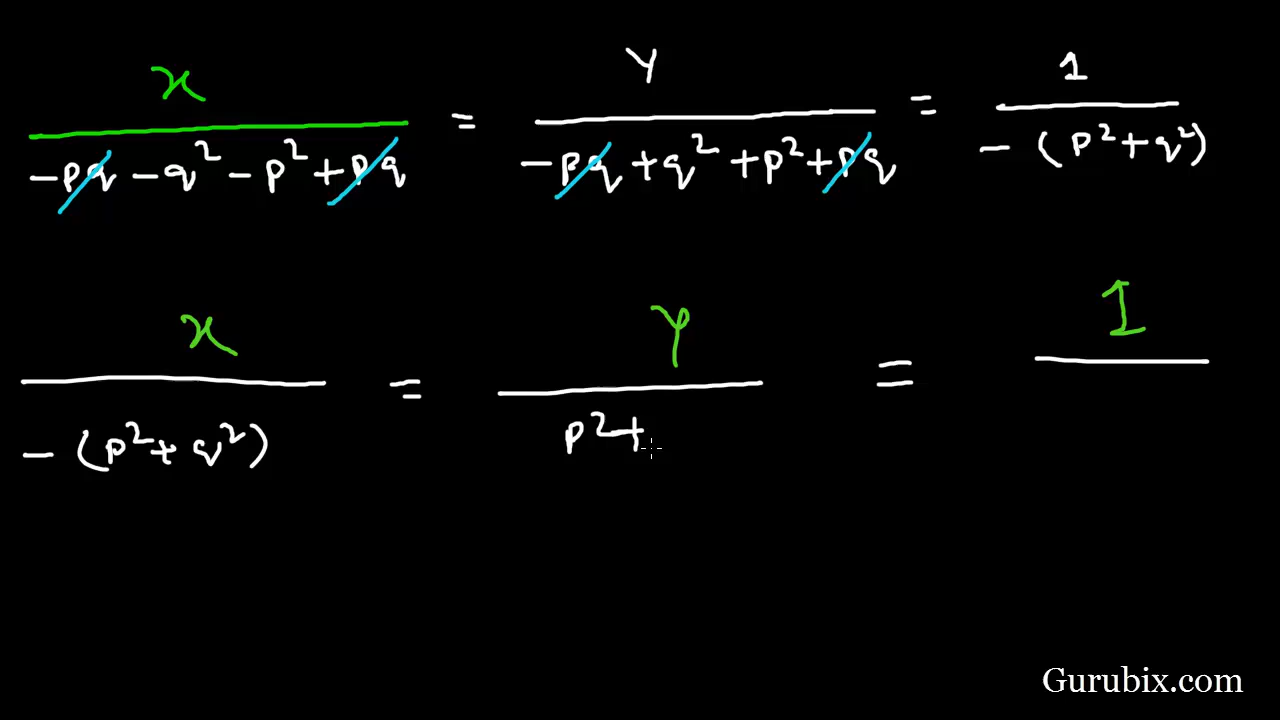 x / (-pq - q² - p² + pq) = y / (-pq + q² + p² + pq) = 1 / (-(p² + q²))
x / (-(p² + q²)) = y / (p² +) = 1 /
Gurubix.com